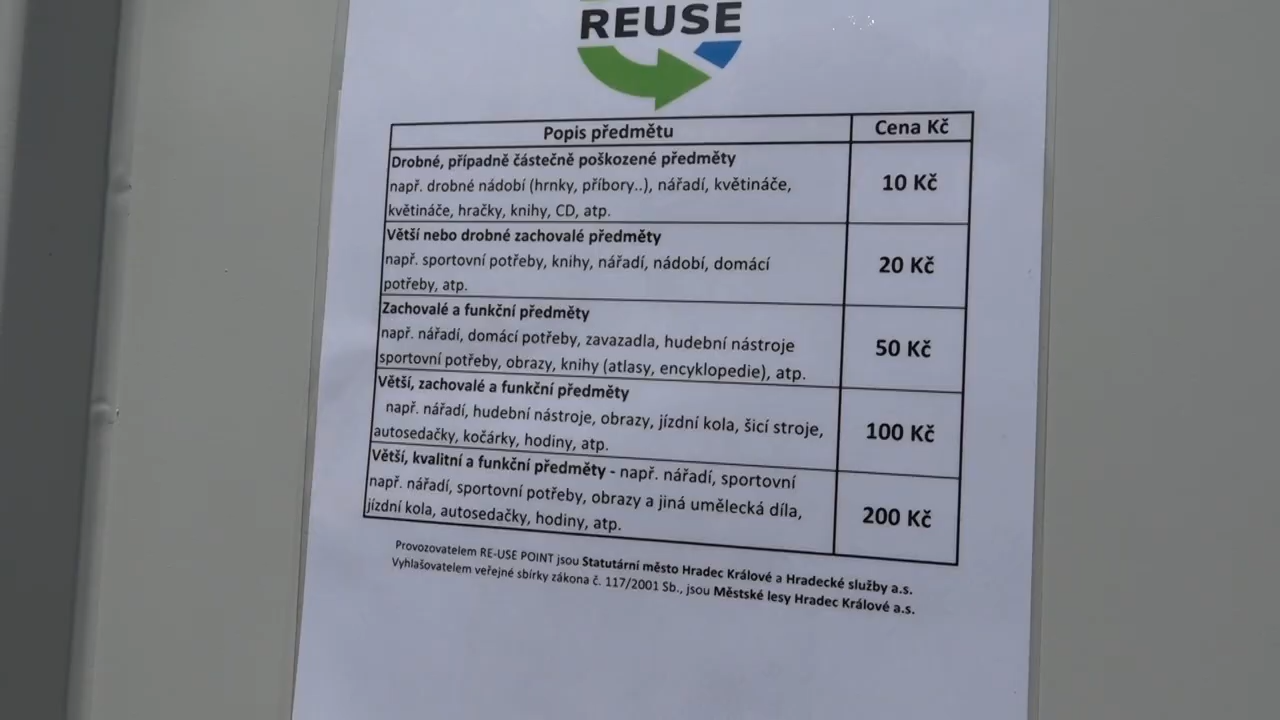 REUSE
Popis předmětu
Cena Kč
Drobné, případně částečně poškozené předměty
např. drobné nádobí (hrnky, příbory..), nářadí, květináče,
květináče, hračky, knihy, CD, atp.
10 Kč
Větší nebo drobné zachovalé předměty
např. sportovní potřeby, knihy, nářadí, nádobí, domácí
potřeby, atp.
20 Kč
Zachovalé a funkční předměty
např. nářadí, domácí potřeby, zavazadla, hudební nástroje
sportovní potřeby, obrazy, knihy (atlasy, encyklopedie), atp.
50 Kč
Větší, zachovalé a funkční předměty
např. nářadí, hudební nástroje, obrazy, jízdní kola, šicí stroje,
autosedačky, kočárky, hodiny, atp.
100 Kč
Větší, kvalitní a funkční předměty - např. nářadí, sportovní
např. nářadí, sportovní potřeby, obrazy a jiná umělecká díla,
jízdní kola, autosedačky, hodiny, atp.
200 Kč
Provozovatelem RE-USE POINT jsou Statutární město Hradec Králové a Hradecké služby a.s.
Vyhlašovatelem veřejné sbírky zákona č. 117/2001 Sb., jsou Městské lesy Hradec Králové a.s.